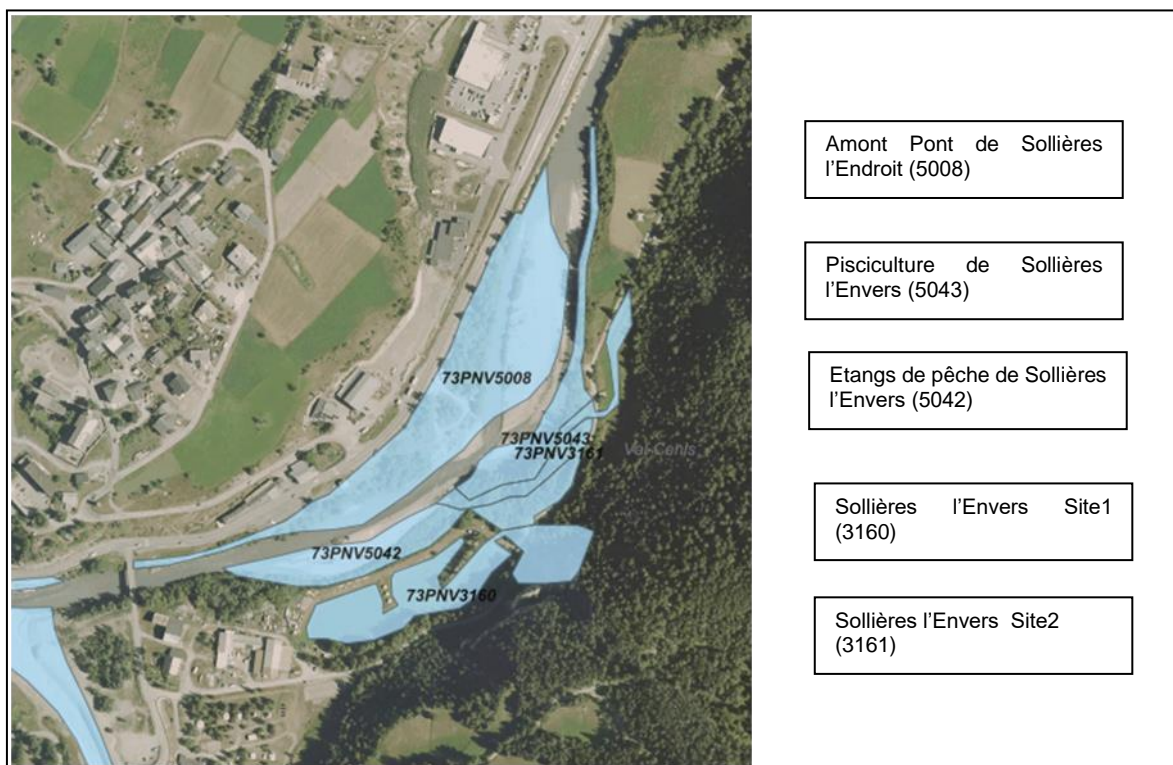 73PNV5008
73PNV5043
73PNV3161
Val-Cenis
73PNV5042
73PNV3160
Amont Pont de Sollières
l'Endroit (5008)
Pisciculture de Sollières
l'Envers (5043)
Etangs de pêche de Sollières
l'Envers (5042)
Sollières l'Envers Site1
(3160)
Sollières l'Envers Site2
(3161)